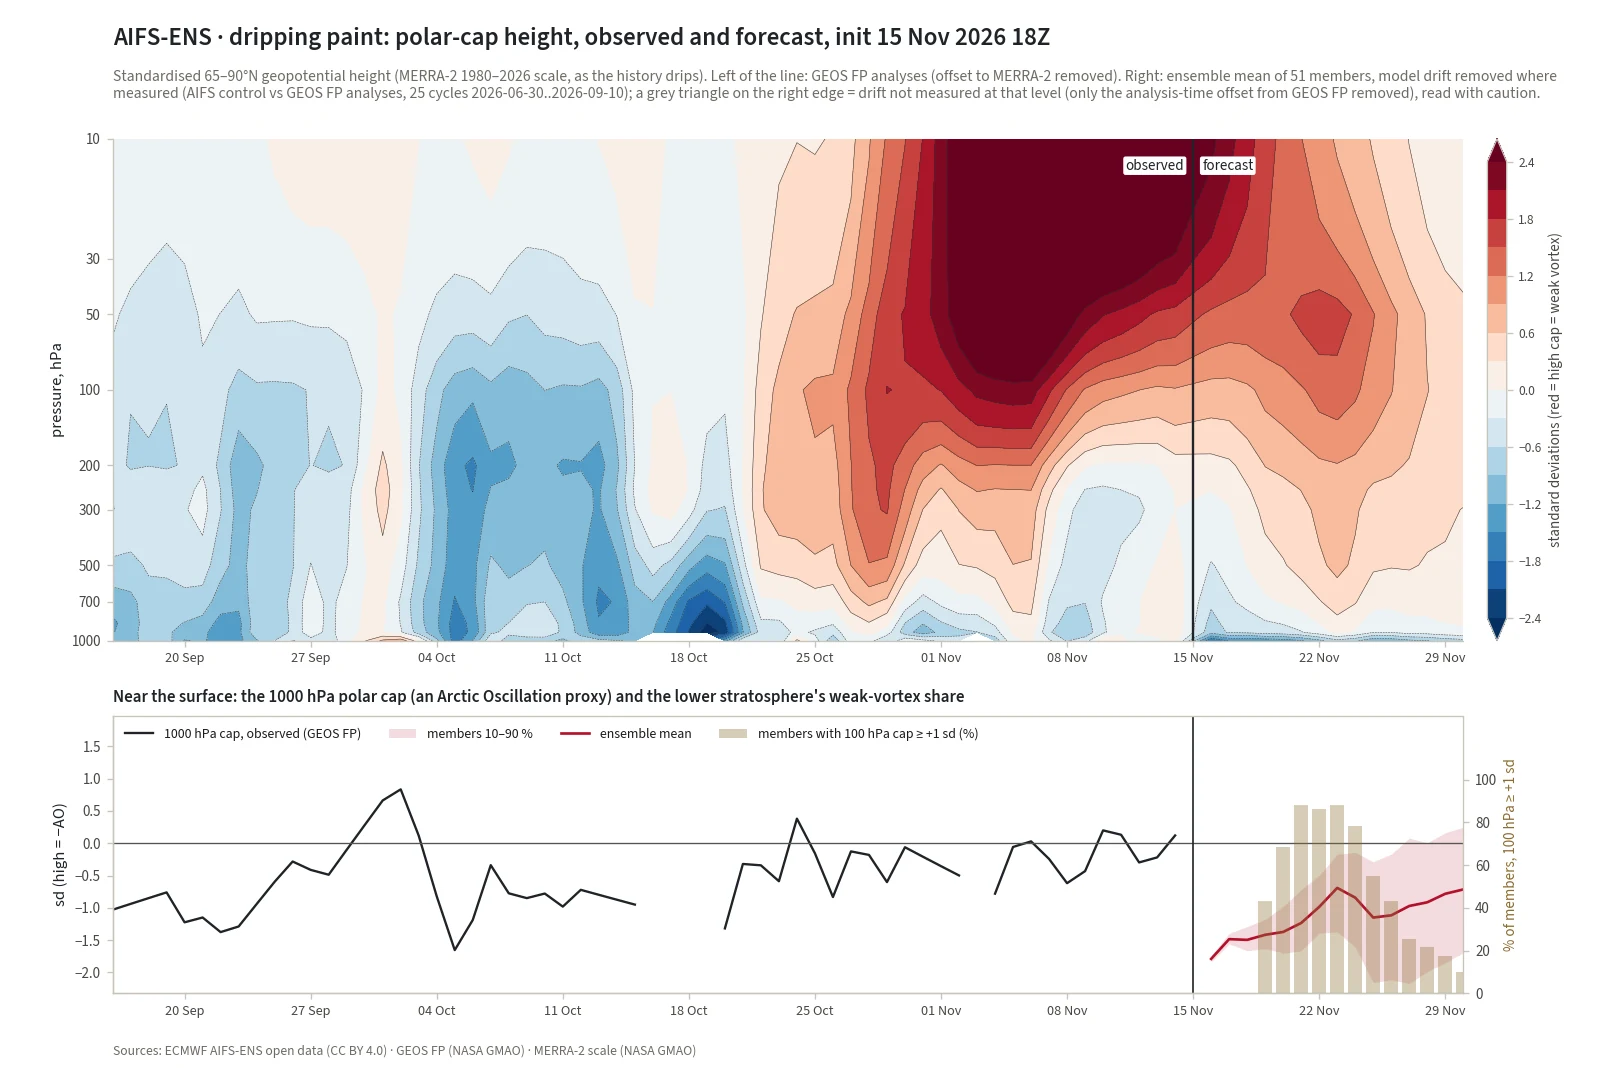 AIFS-ENS · dripping paint: polar-cap height, observed and forecast, init 15 Nov 2026 18Z
Standardised 65–90°N geopotential height (MERRA-2 1980–2026 scale, as the history drips). Left of the line: GEOS FP analyses (offset to MERRA-2 removed). Right: ensemble mean of 51 members, model drift removed where
measured (AIFS control vs GEOS FP analyses, 25 cycles 2026-06-30..2026-09-10); a grey triangle on the right edge = drift not measured at that level (only the analysis-time offset from GEOS FP removed), read with caution.
pressure, hPa
10
30
50
100
200
300
500
700
1000
observed
forecast
20 Sep
27 Sep
04 Oct
11 Oct
18 Oct
25 Oct
01 Nov
08 Nov
15 Nov
22 Nov
29 Nov
2.4
1.8
1.2
0.6
0.0
−0.6
−1.2
−1.8
−2.4
standard deviations (red = high cap = weak vortex)
Near the surface: the 1000 hPa polar cap (an Arctic Oscillation proxy) and the lower stratosphere's weak-vortex share
1000 hPa cap, observed (GEOS FP)
members 10–90 %
ensemble mean
members with 100 hPa cap ≥ +1 sd (%)
sd (high = −AO)
1.5
1.0
0.5
0.0
−0.5
−1.0
−1.5
−2.0
100
80
60
40
20
0
% of members, 100 hPa ≥ +1 sd
20 Sep
27 Sep
04 Oct
11 Oct
18 Oct
25 Oct
01 Nov
08 Nov
15 Nov
22 Nov
29 Nov
Sources: ECMWF AIFS-ENS open data (CC BY 4.0) · GEOS FP (NASA GMAO) · MERRA-2 scale (NASA GMAO)